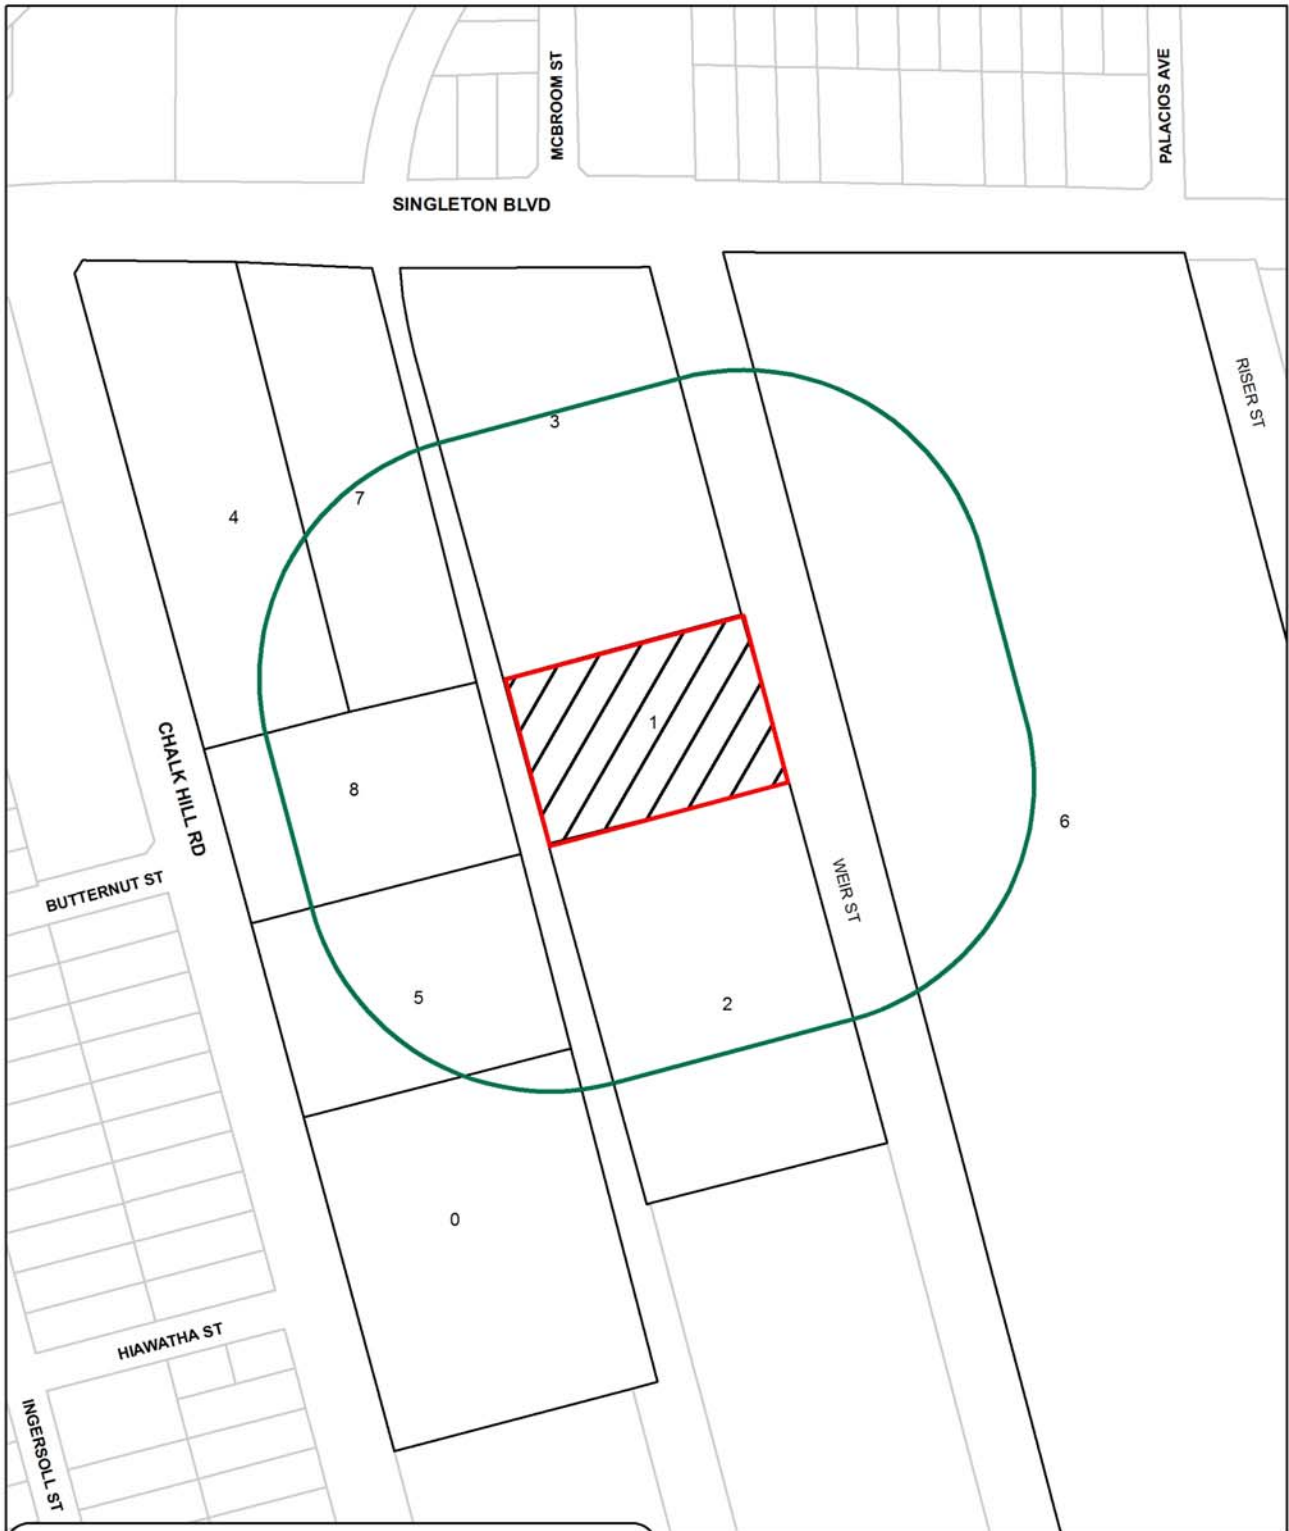 MCBROOM ST
PALACIOS AVE
SINGLETON BLVD
RISER ST
3
7
4
1
CHALK HILL RD
8
6
BUTTERNUT ST
WEIR ST
5
2
0
HIAWATHA ST
INGERSOLL ST